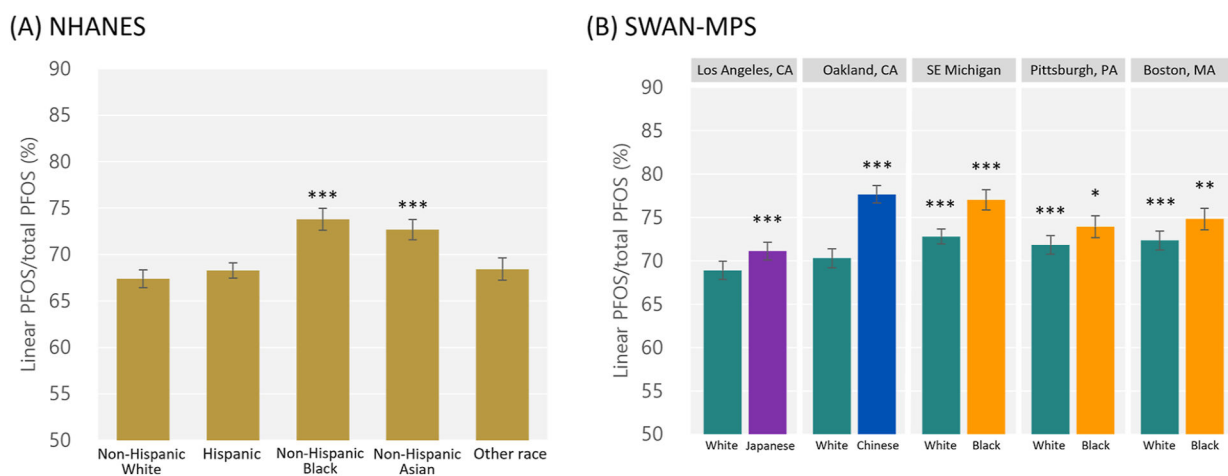 (A) NHANES
Linear PFOS/total PFOS (%)
90
85
80
75
70
65
60
55
50
***
***
Non-Hispanic
White
Hispanic
Non-Hispanic
Black
Non-Hispanic
Asian
Other race
(B) SWAN-MPS
Los Angeles, CA
Oakland, CA
SE Michigan
Pittsburgh, PA
Boston, MA
Linear PFOS/total PFOS (%)
90
85
80
75
70
65
60
55
50
***
***
***
***
***
*
***
**
White Japanese
White Chinese
White Black
White Black
White Black